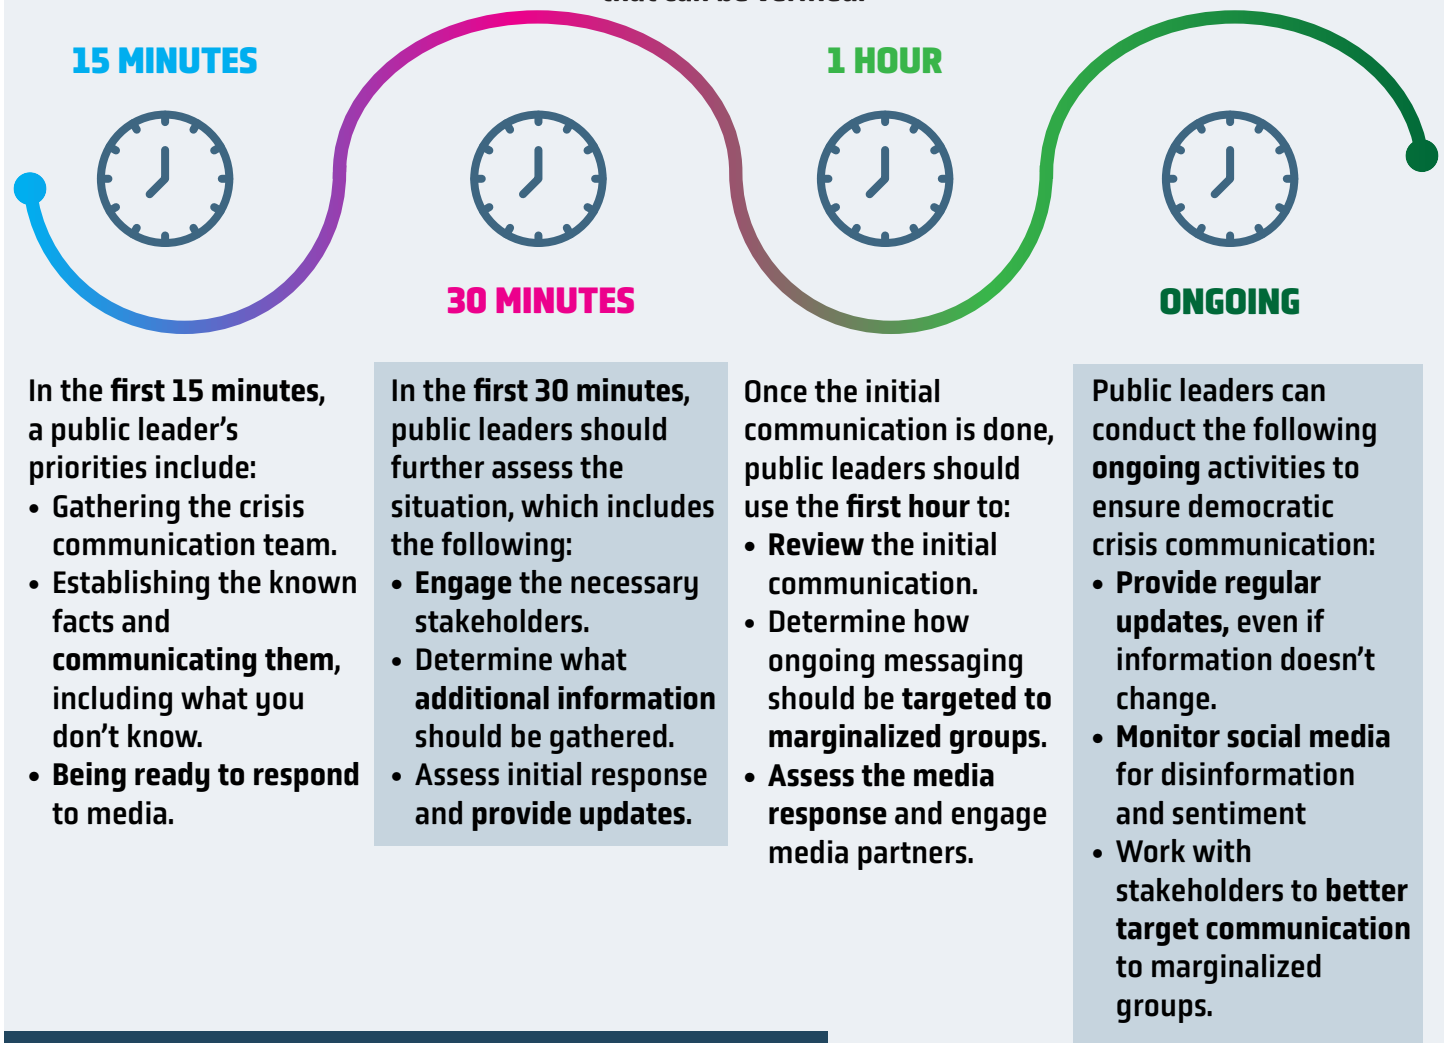 that can be verified.
15 MINUTES
1 HOUR
30 MINUTES
ONGOING
In the first 15 minutes,
a public leader's
priorities include:
• Gathering the crisis
communication team.
• Establishing the known
facts and
communicating them,
including what you
don't know.
• Being ready to respond
to media.
In the first 30 minutes,
public leaders should
further assess the
situation, which includes
the following:
• Engage the necessary
stakeholders.
• Determine what
additional information
should be gathered.
• Assess initial response
and provide updates.
Once the initial
communication is done,
public leaders should
use the first hour to:
• Review the initial
communication.
• Determine how
ongoing messaging
should be targeted to
marginalized groups.
• Assess the media
response and engage
media partners.
Public leaders can
conduct the following
ongoing activities to
ensure democratic
crisis communication:
• Provide regular
updates, even if
information doesn't
change.
• Monitor social media
for disinformation
and sentiment
• Work with
stakeholders to better
target communication
to marginalized
groups.